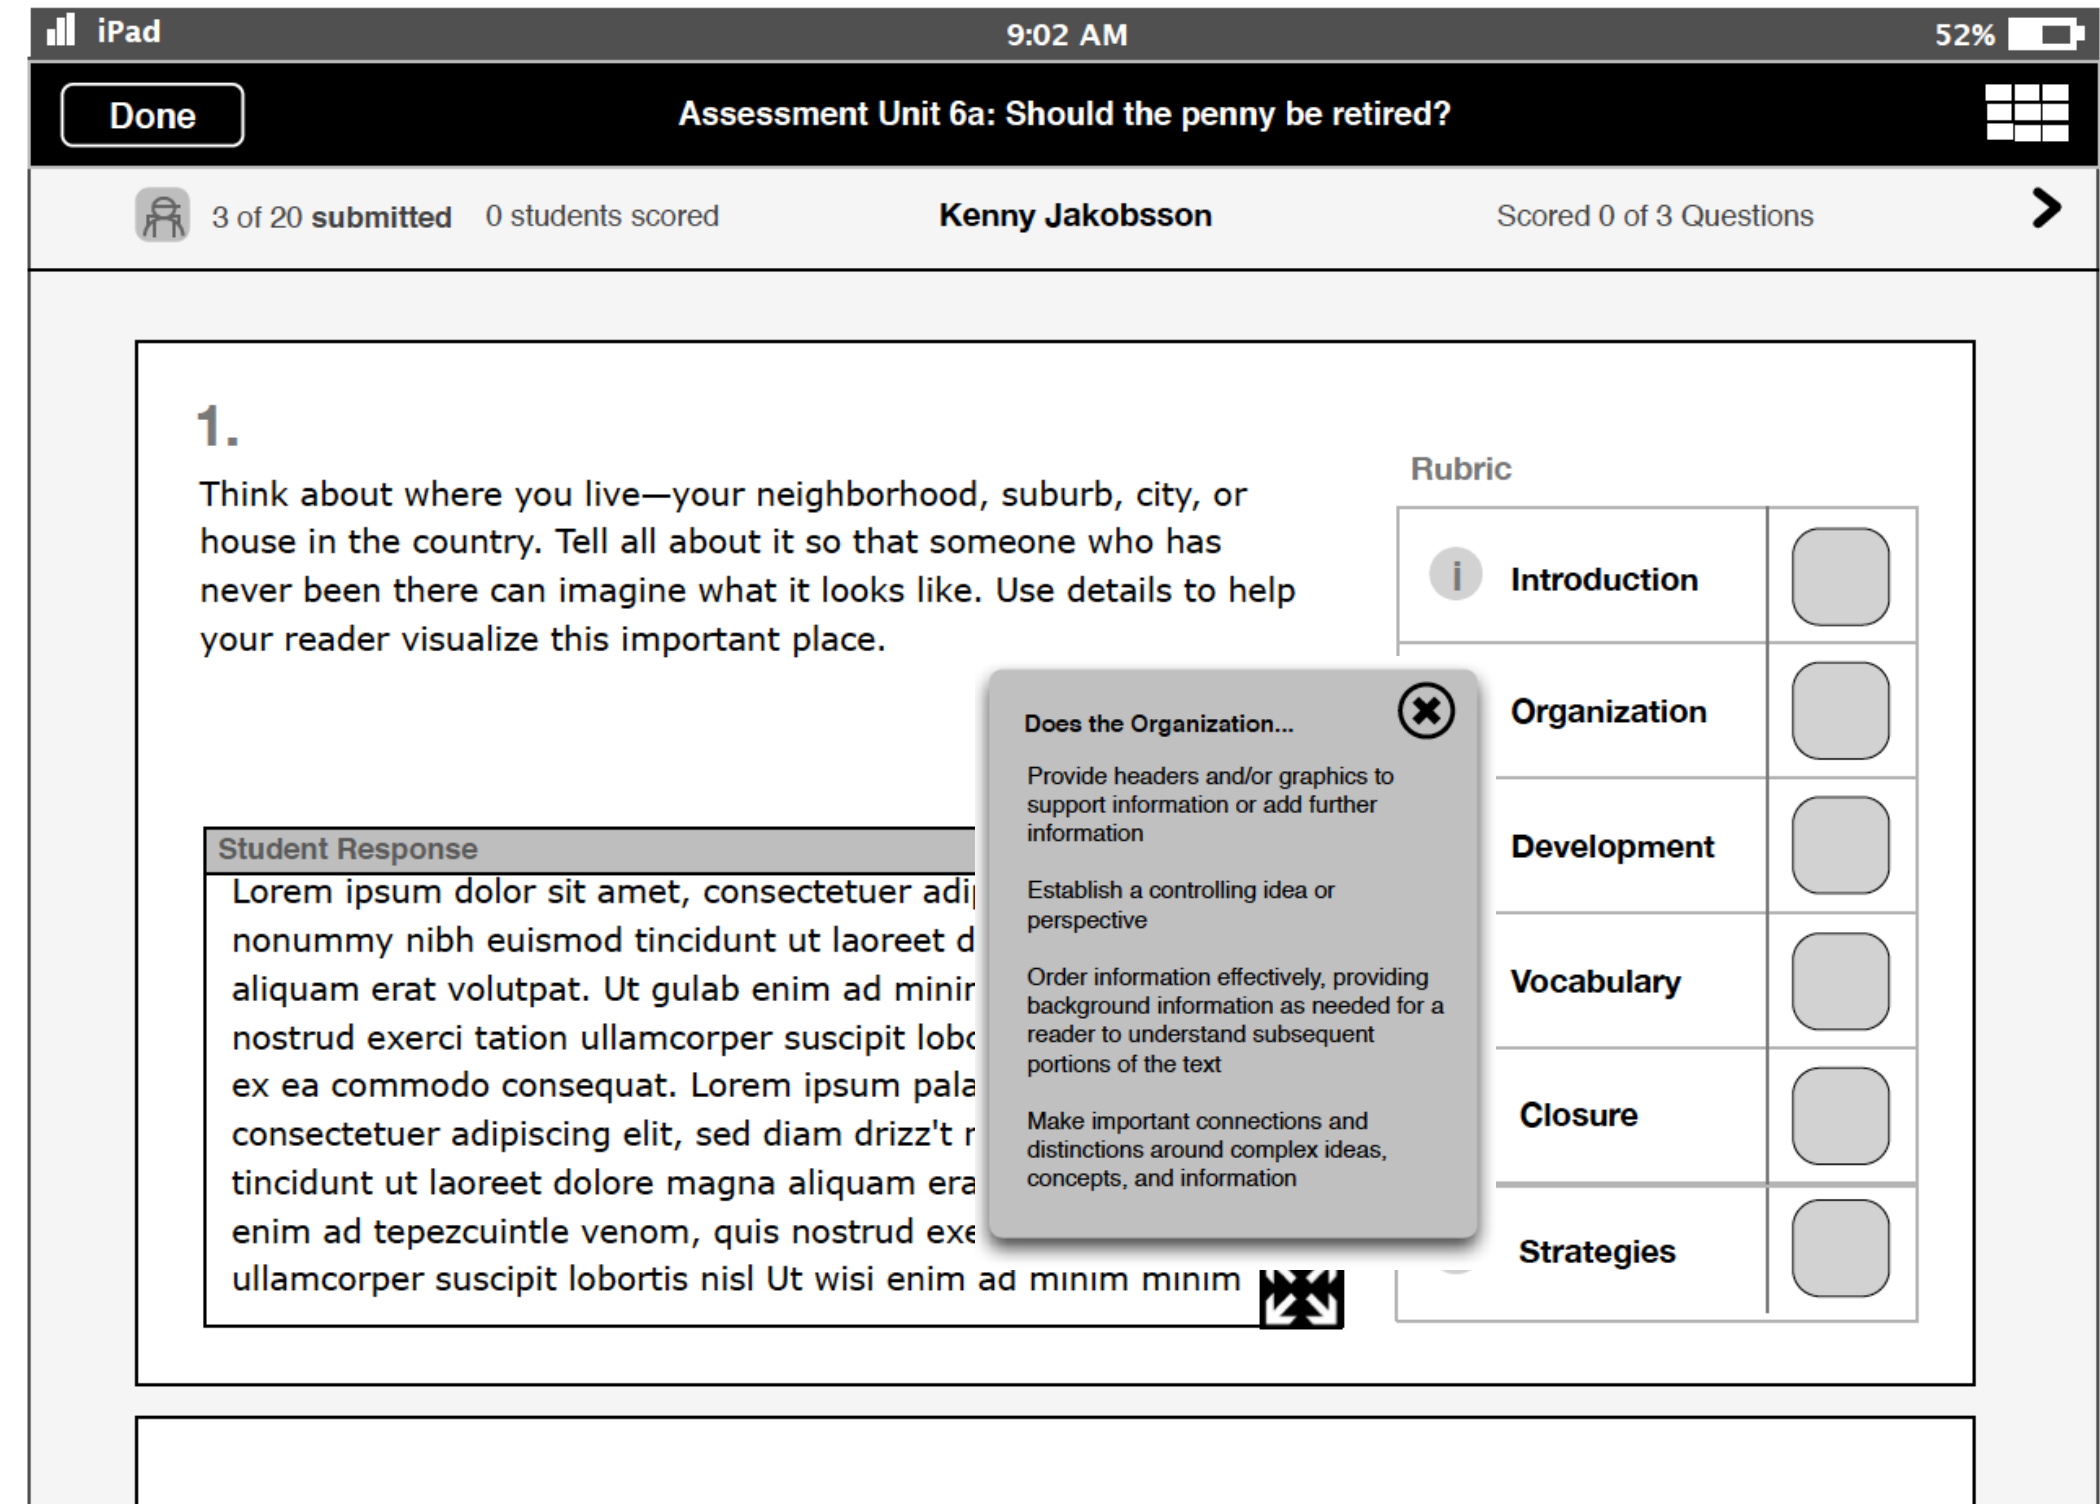 iPad 9:02 AM 52%
Done Assessment Unit 6a: Should the penny be retired?
3 of 20 submitted 0 students scored Kenny Jakobsson Scored 0 of 3 Questions
1.
Think about where you live—your neighborhood, suburb, city, or
house in the country. Tell all about it so that someone who has
never been there can imagine what it looks like. Use details to help
your reader visualize this important place.
Student Response
Lorem ipsum dolor sit amet, consectetuer
nonummy nibh euismod tincidunt ut laoreet
aliquam erat volutpat. Ut gulab enim ad
nostrud exerci tation ullamcorper suscipit
ex ea commodo consequat. Lorem ipsum
consectetuer adipiscing elit, sed diam drizz't
tincidunt ut laoreet dolore magna aliquam
enim ad tepezcuintle venom, quis nostrud
ullamcorper suscipit lobortis nisl Ut wisi enim ad minim minim
Does the Organization...
Provide headers and/or graphics to
support information or add further
information
Establish a controlling idea or
perspective
Order information effectively, providing
background information as needed for a
reader to understand subsequent
portions of the text
Make important connections and
distinctions around complex ideas,
concepts, and information
Rubric
i Introduction
Organization
Development
Vocabulary
Closure
Strategies